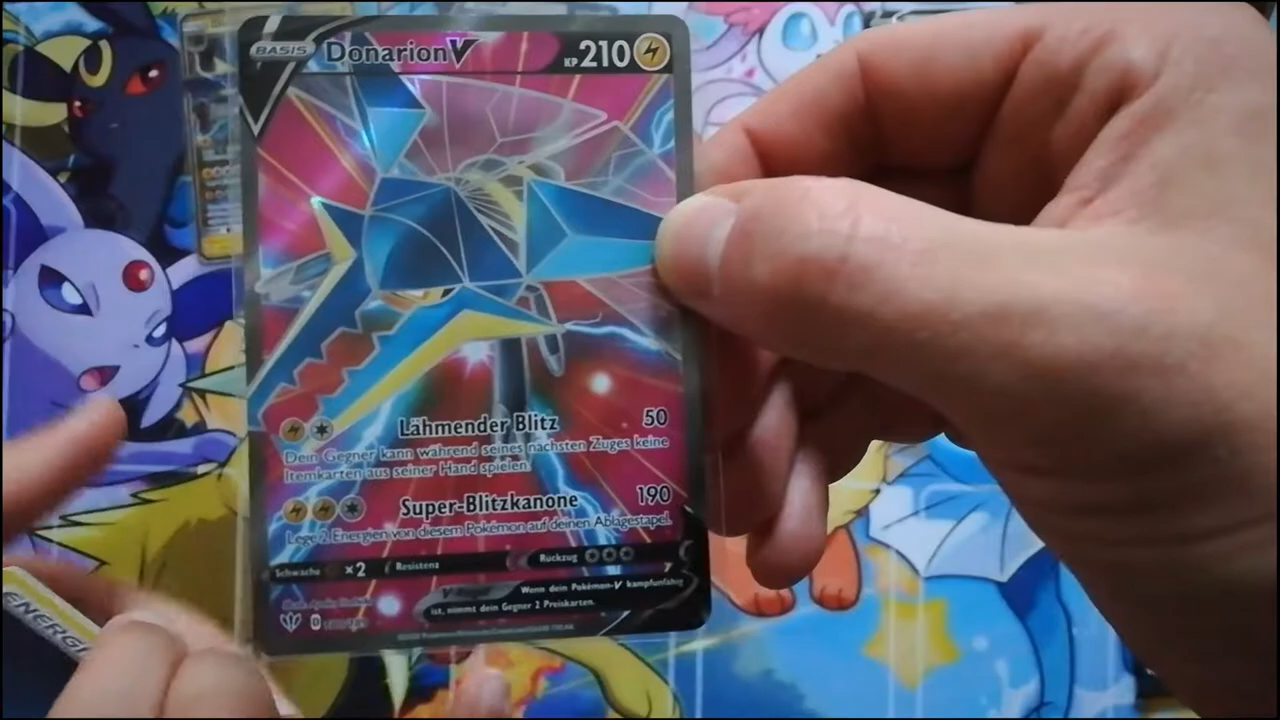 BASIS Donarion V KP 210
Lähmender Blitz 50
Dein Gegner kann während seines nächsten Zuges keine
Itemkarten aus seiner Hand spielen.
Super-Blitzkanone 190
Lege 2 Energien von diesem Pokémon auf deinen Ablagestapel.
Schwäche ×2 Resistenz Rückzug
Wenn dein Pokémon-V kampfunfähig
ist, nimmt dein Gegner 2 Preiskarten.
D
ENERGI